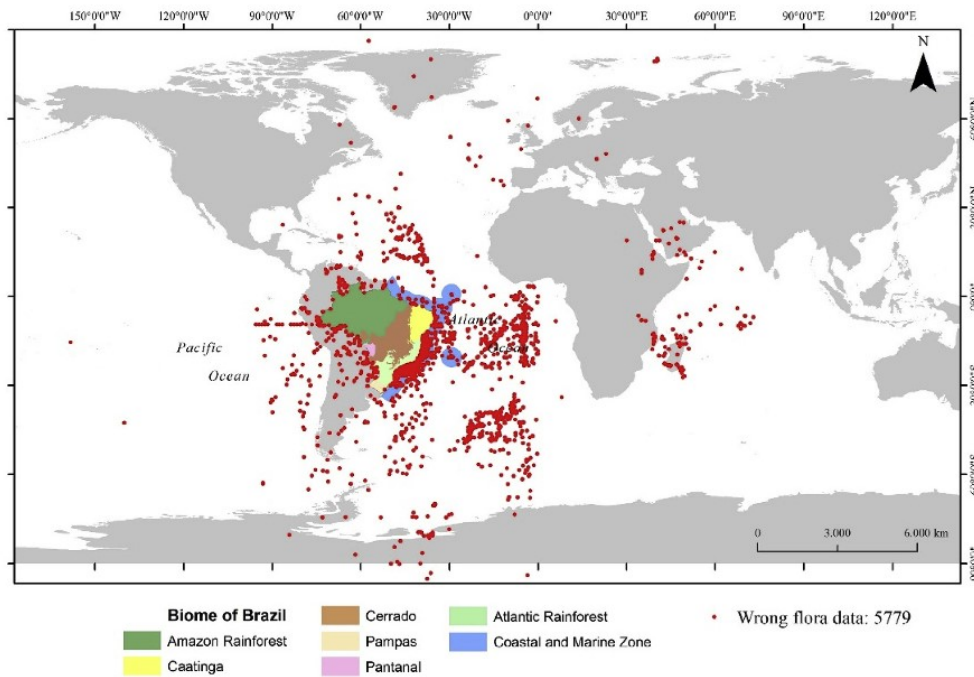 150°0'0"W 120°0'0"W 90°0'0"W 60°0'0"W 30°0'0"W 0°0'0" 30°0'0"E 60°0'0"E 90°0'0"E 120°0'0"E
N
Atlantic
Ocean
Pacific
Ocean
0 3.000 6.000 km
Biome of Brazil
Amazon Rainforest
Caatinga
Cerrado
Pampas
Pantanal
Atlantic Rainforest
Coastal and Marine Zone
Wrong flora data: 5779